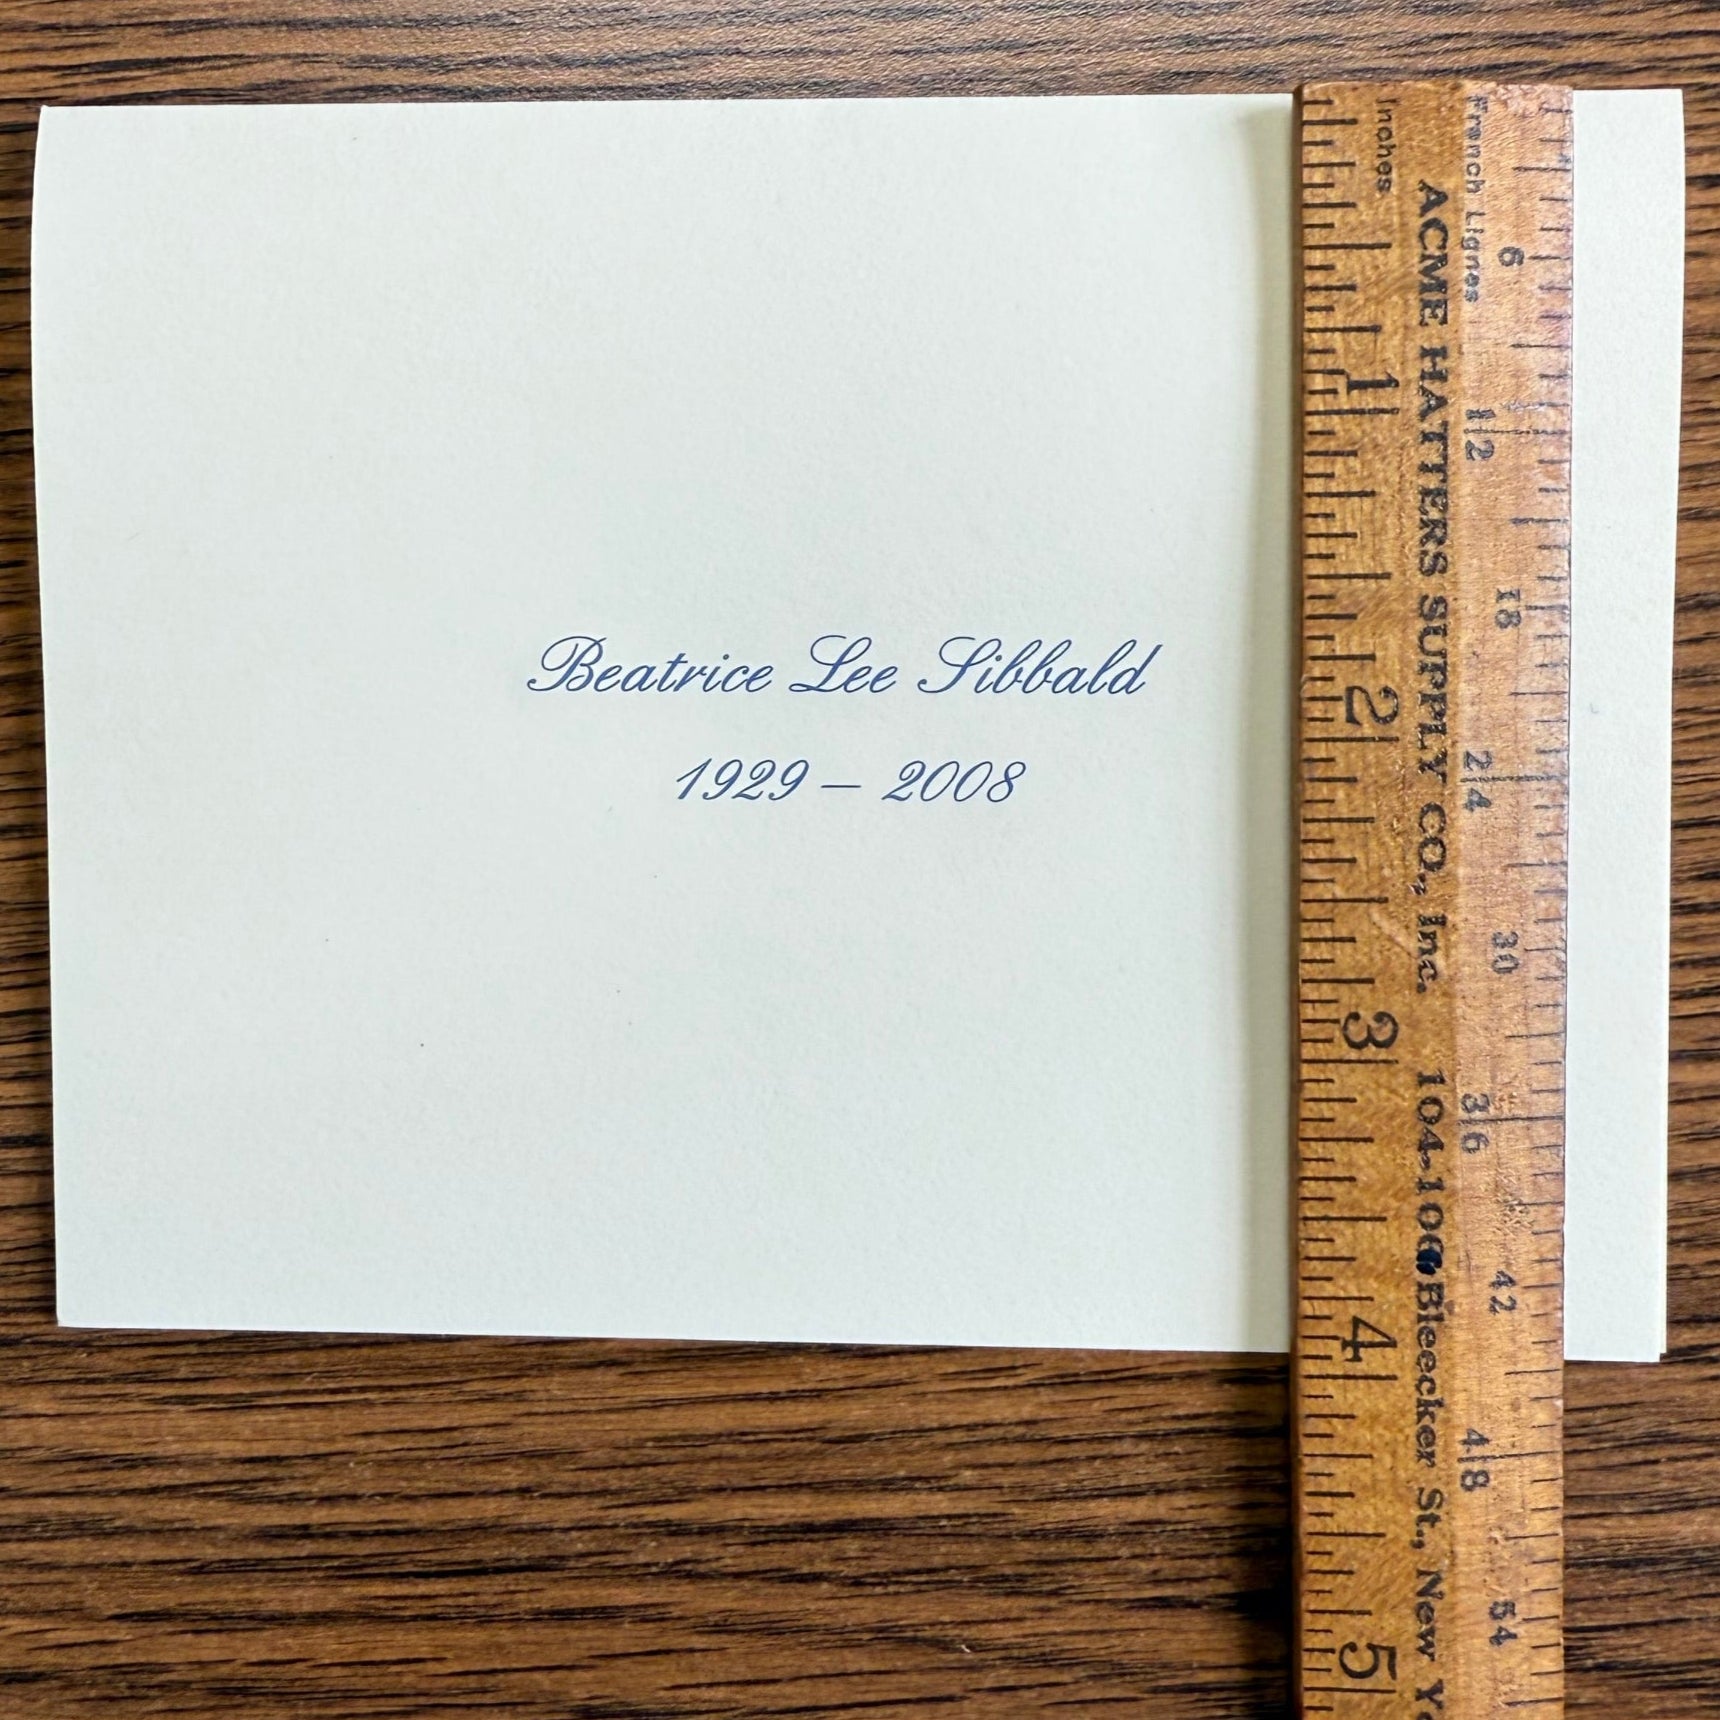 Beatrice Lee Sibbald
1929 – 2008
Inches
1
2
3
4
5
ACME HATTERS SUPPLY CO., Inc. 104-106 Bleecker St., New
French Lignes
6
12
18
24
30
36
42
48
54